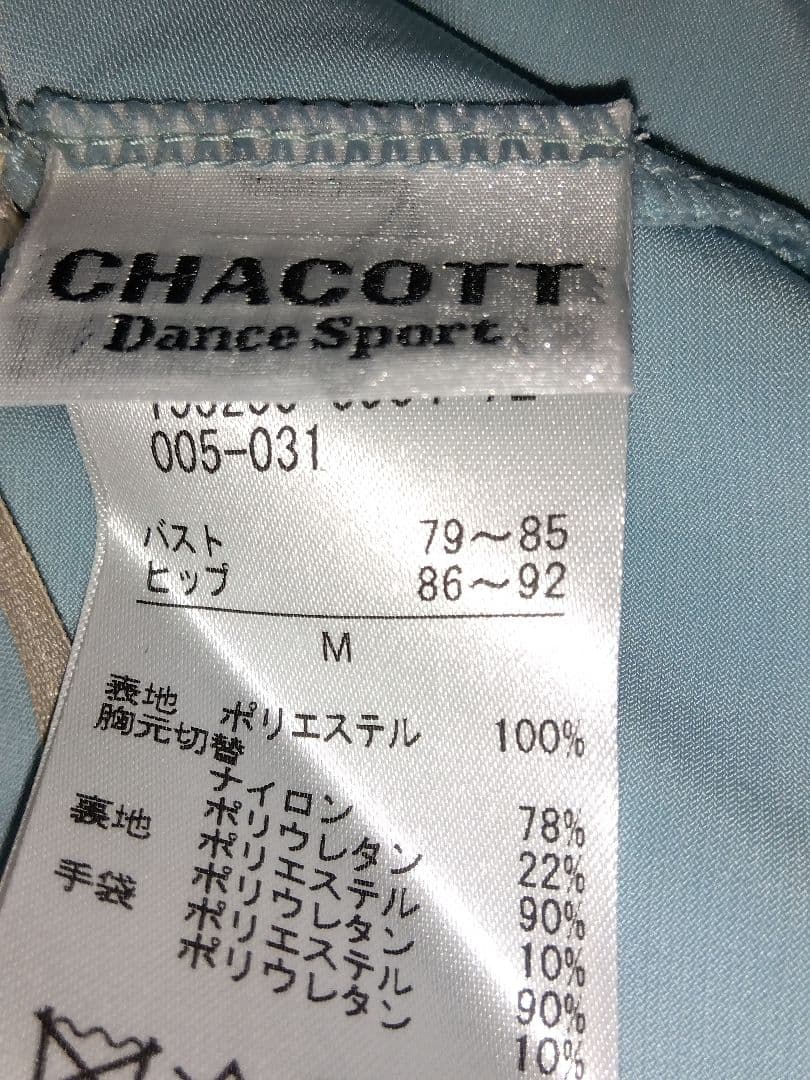 CHACOTT
Dance Sport
005-031
バスト 79〜85
ヒップ 86〜92
M
表地 ポリエステル 100%
胸元切替
ナイロン 78%
ポリウレタン 22%
裏地 ポリエステル 90%
ポリウレタン 10%
手袋 ポリエステル 90%
ポリウレタン 10%